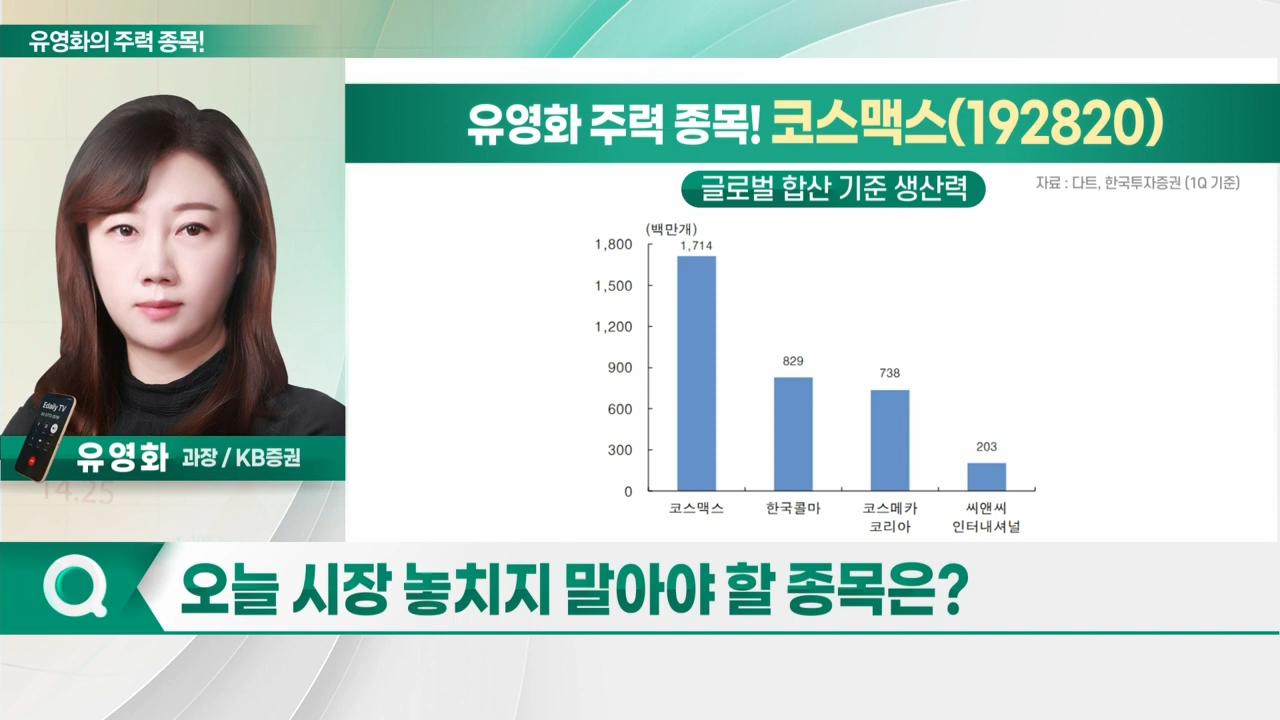 유영화의 주력 종목!
유영화 주력 종목! 코스맥스(192820)
글로벌 합산 기준 생산력
자료 : 다트, 한국투자증권 (1Q 기준)
(백만개)
1,800
1,500
1,200
900
600
300
0
1,714
829
738
203
코스맥스
한국콜마
코스메카
코리아
씨앤씨
인터내셔널
Edaily TV
유영화 과장 / KB증권
14.25
Q
오늘 시장 놓치지 말아야 할 종목은?